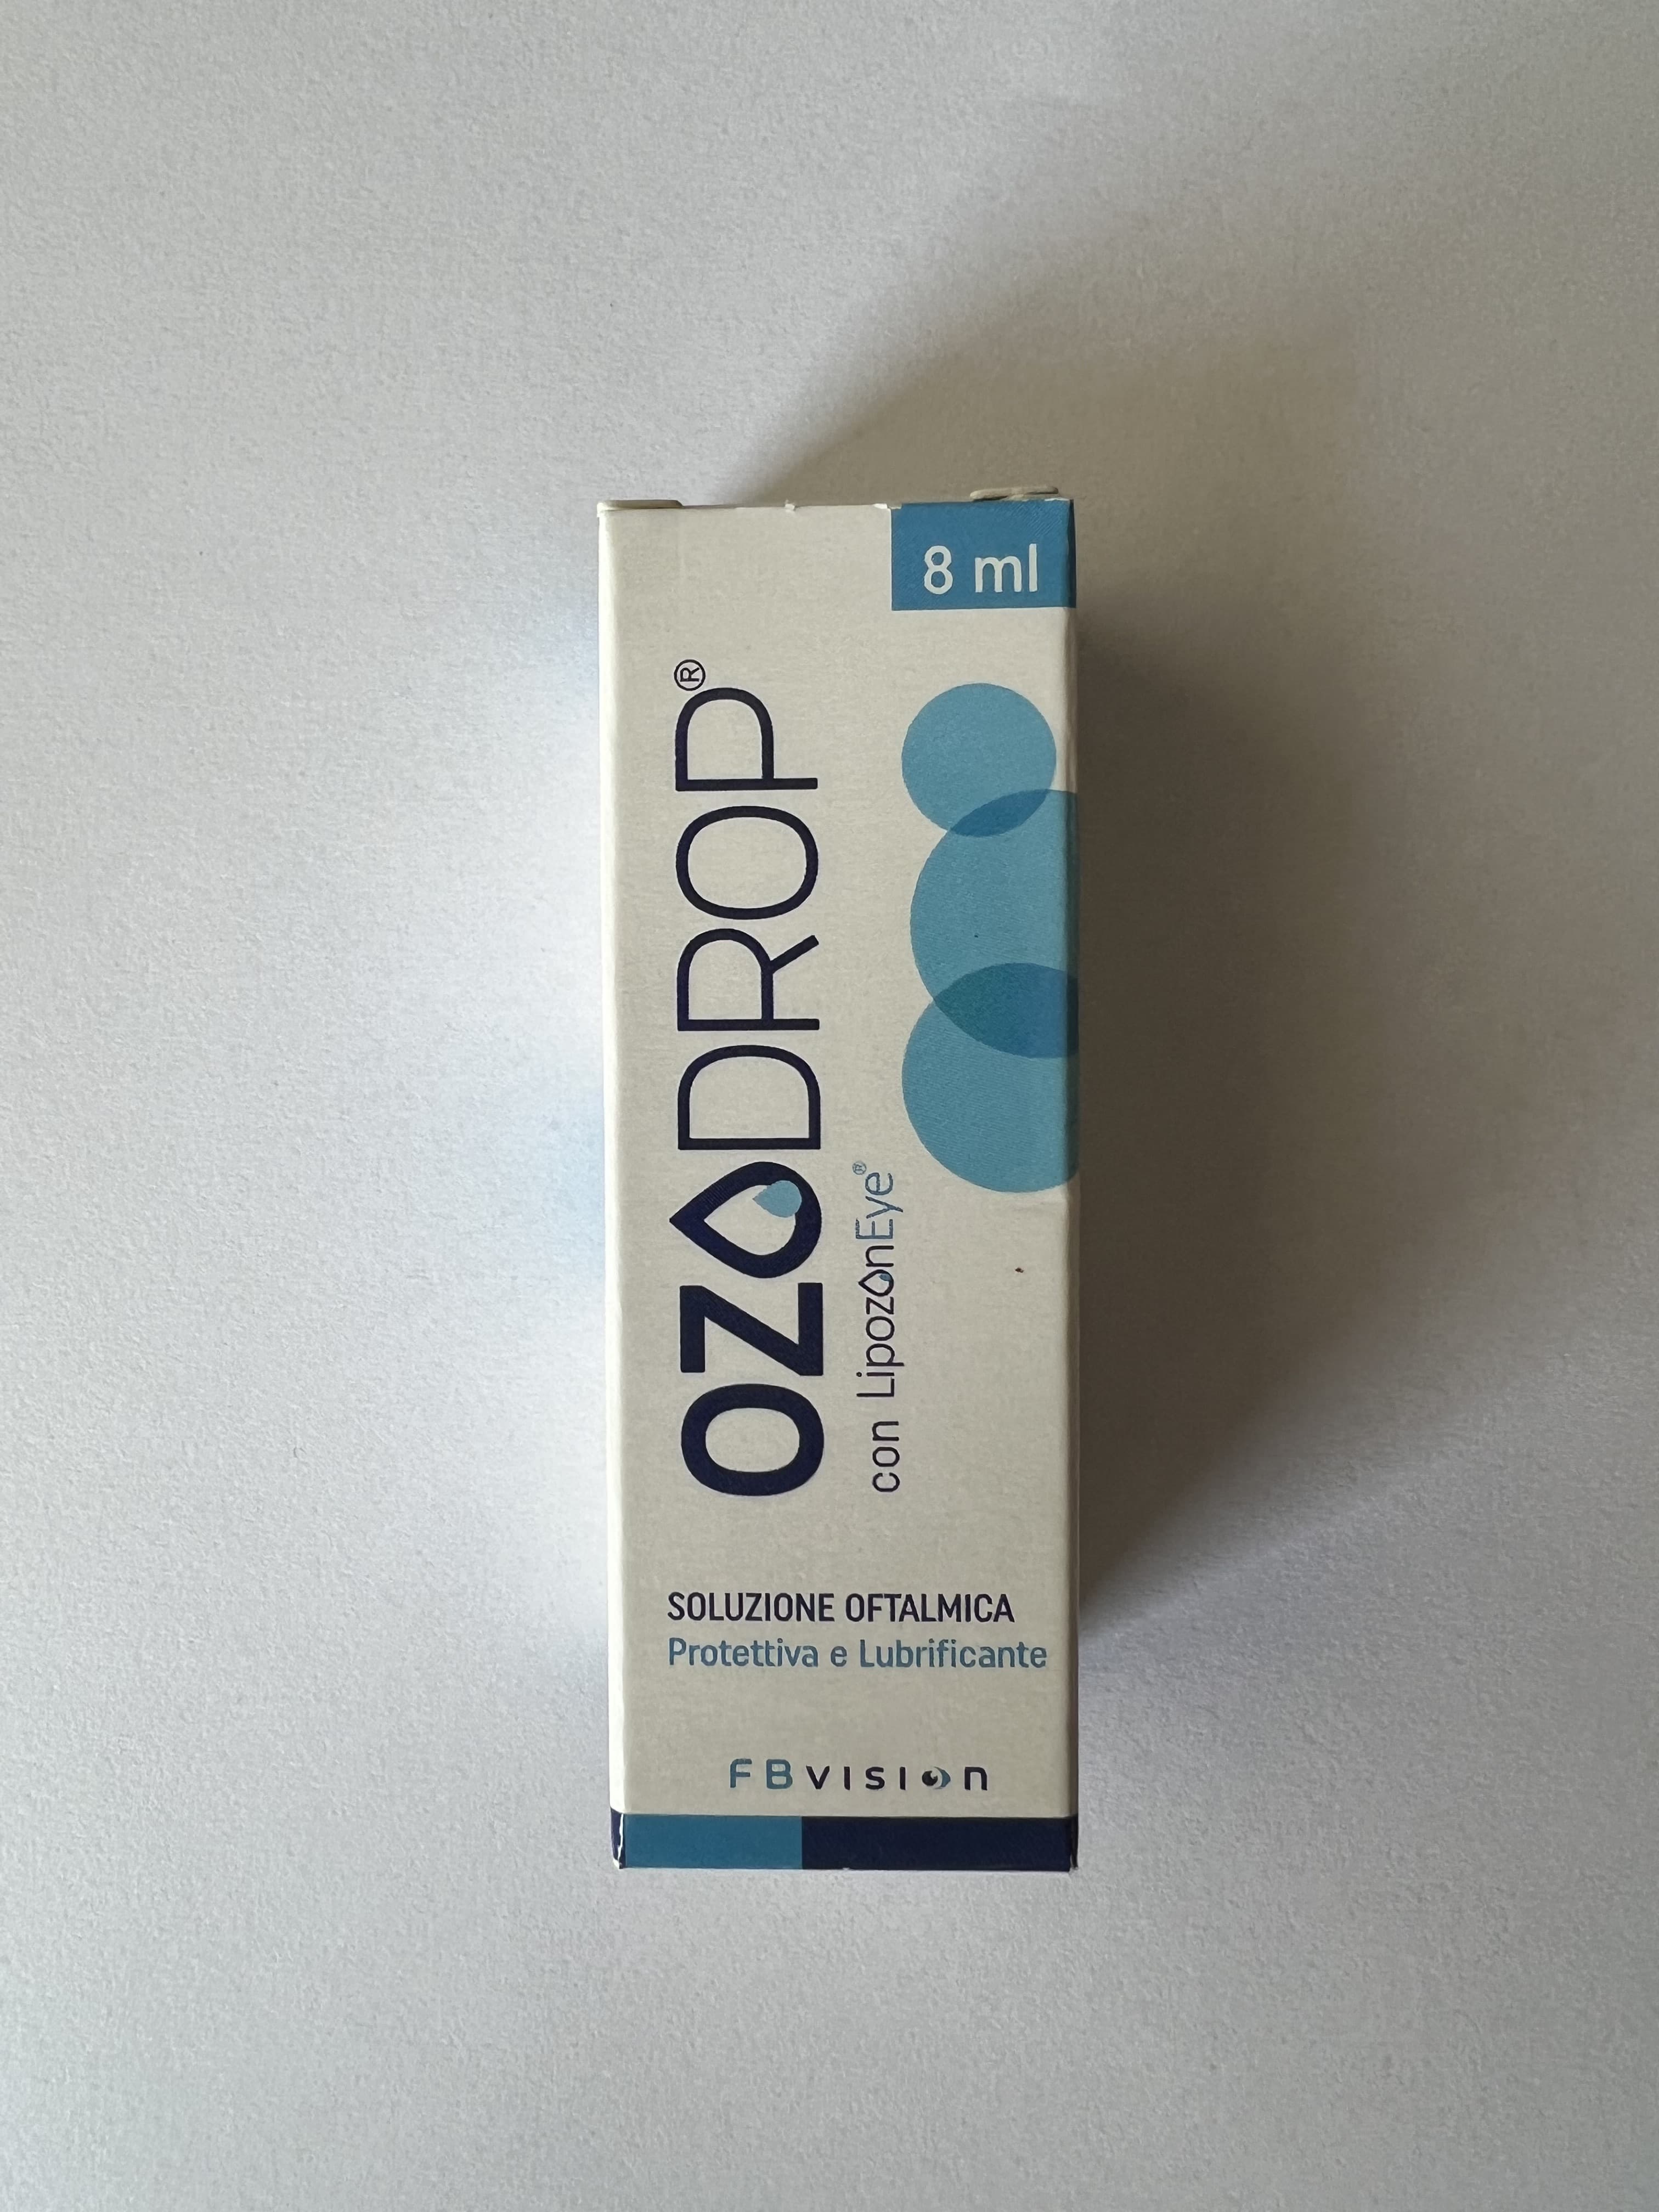 8 ml
OZODROP®
con LipozonEye®
SOLUZIONE OFTALMICA
Protettiva e Lubrificante
FBVISION